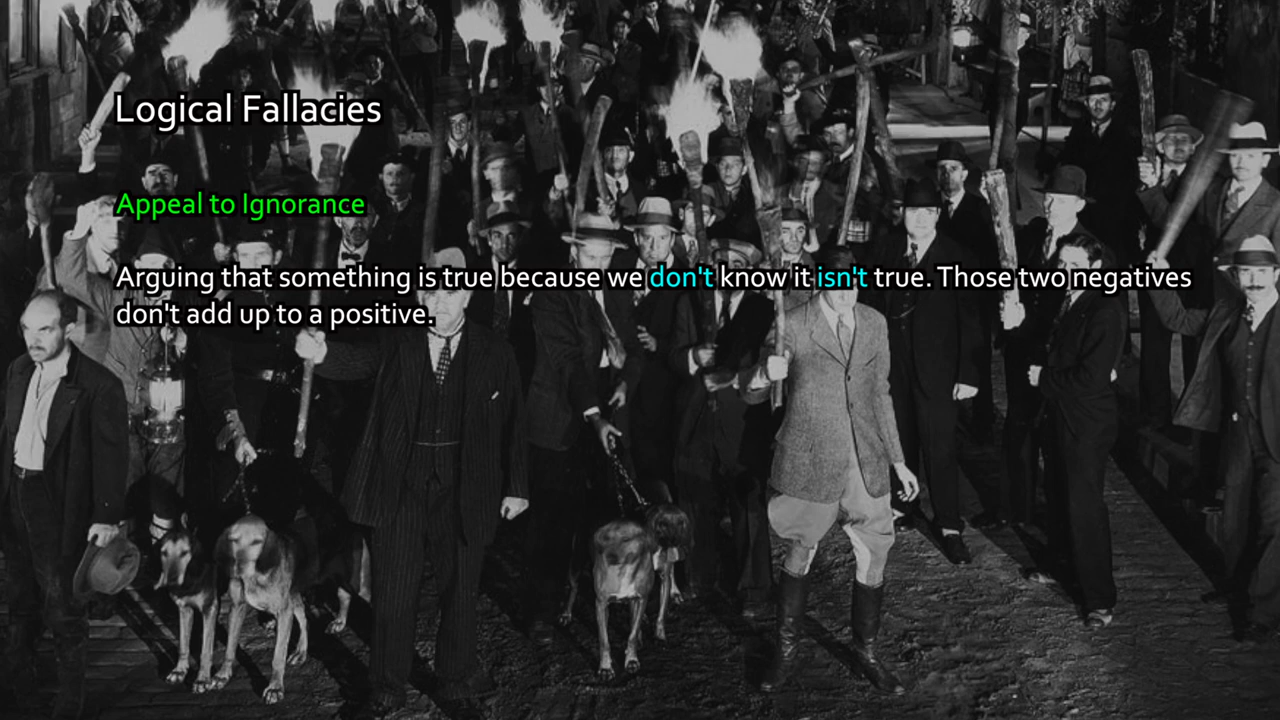 Logical Fallacies
Appeal to Ignorance
Arguing that something is true because we don't know it isn't true. Those two negatives
don't add up to a positive.